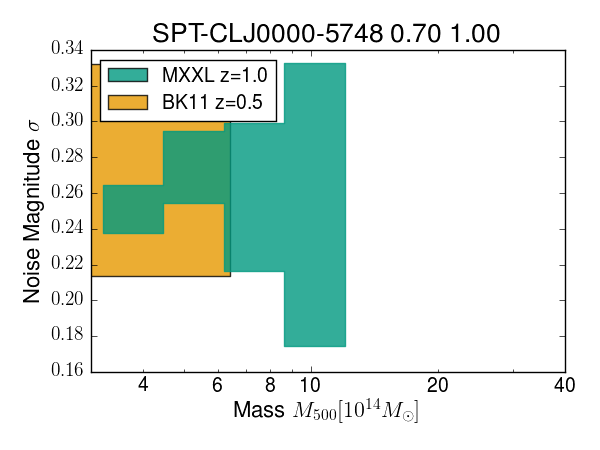 SPT-CLJ0000-5748 0.70 1.00
MXXL z=1.0
BK11 z=0.5
Noise Magnitude σ
0.34
0.32
0.30
0.28
0.26
0.24
0.22
0.20
0.18
0.16
4 6 8 10 20 40
Mass M₅₀₀[10¹⁴M☉]